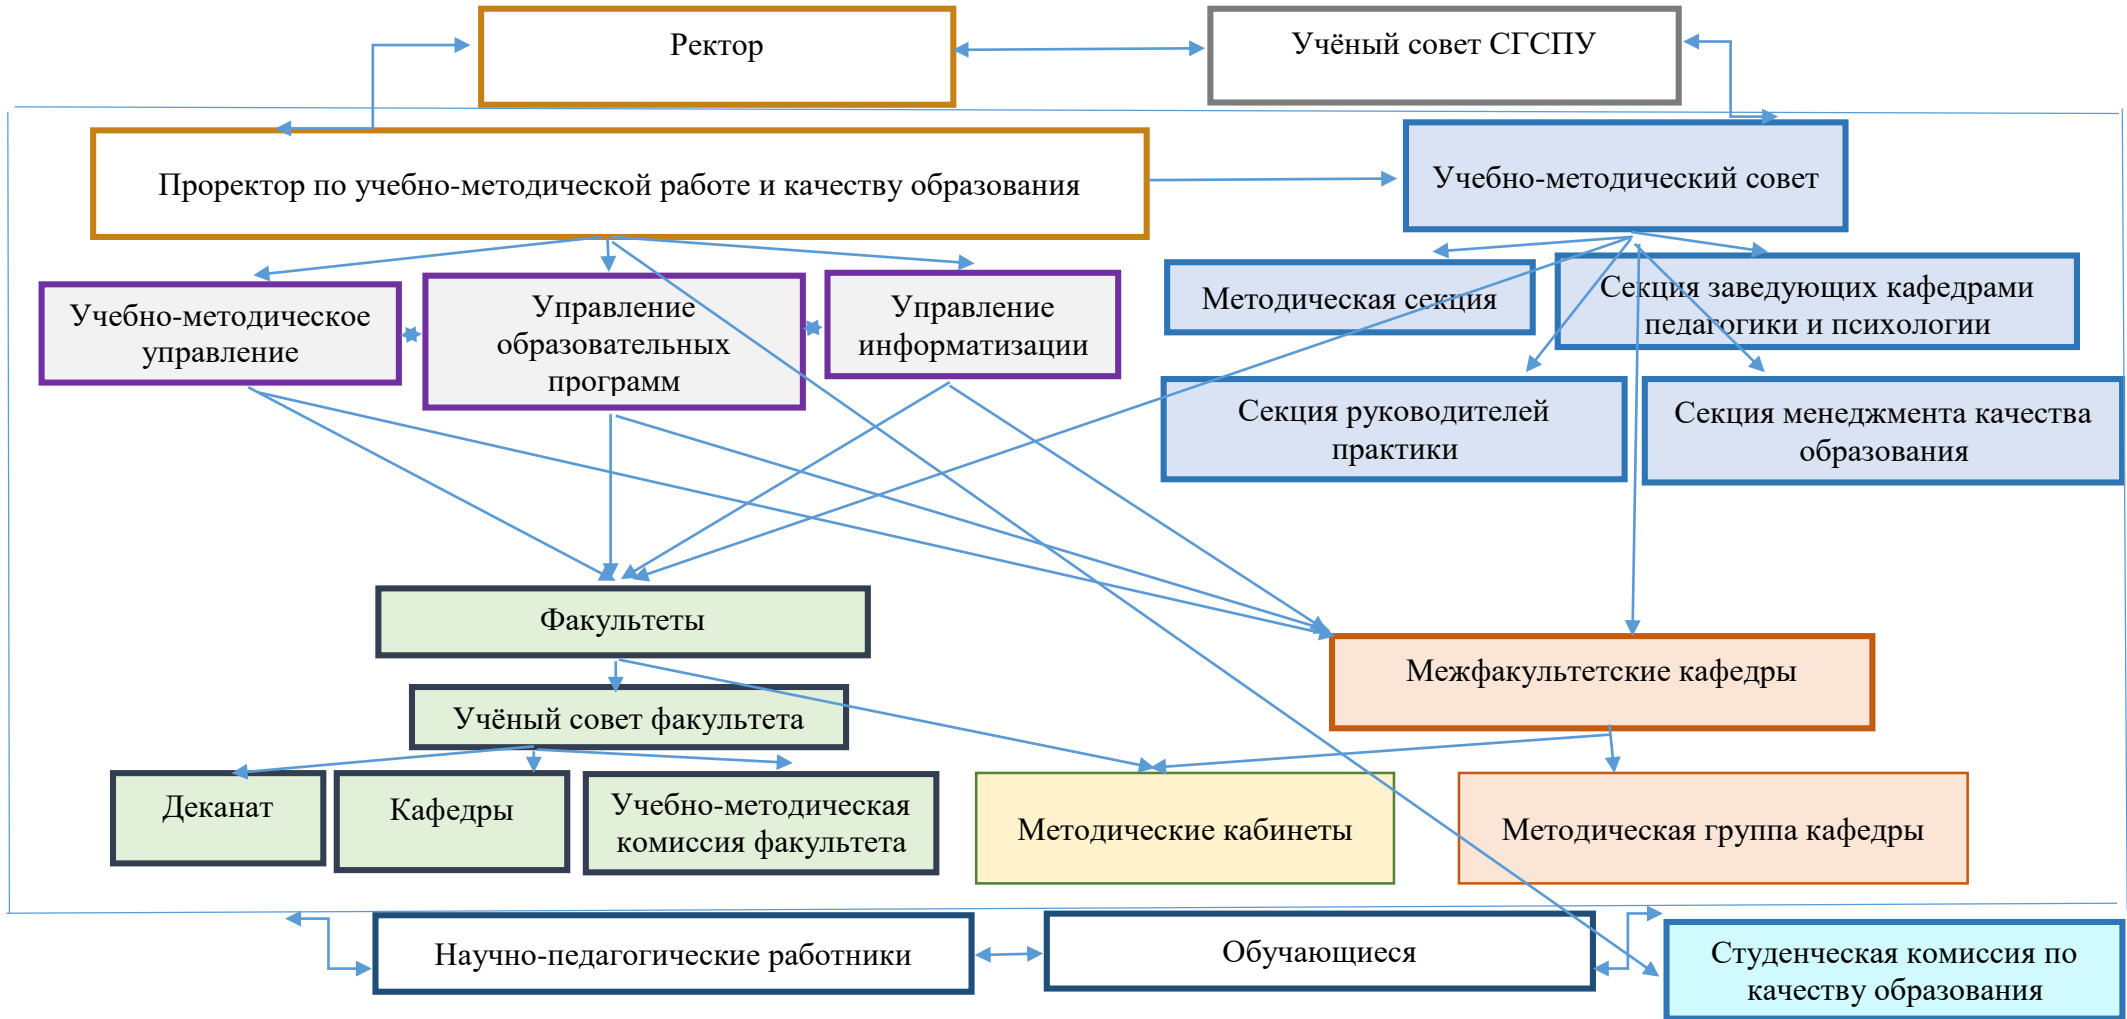 Ректор
Учёный совет СГСПУ
Проректор по учебно-методической работе и качеству образования
Учебно-методический совет
Учебно-методическое
управление
Управление
образовательных
программ
Управление
информатизации
Методическая секция
Секция заведующих кафедрами
педагогики и психологии
Секция руководителей
практики
Секция менеджмента качества
образования
Факультеты
Межфакультетские кафедры
Учёный совет факультета
Деканат
Кафедры
Учебно-методическая
комиссия факультета
Методические кабинеты
Методическая группа кафедры
Научно-педагогические работники
Обучающиеся
Студенческая комиссия по
качеству образования